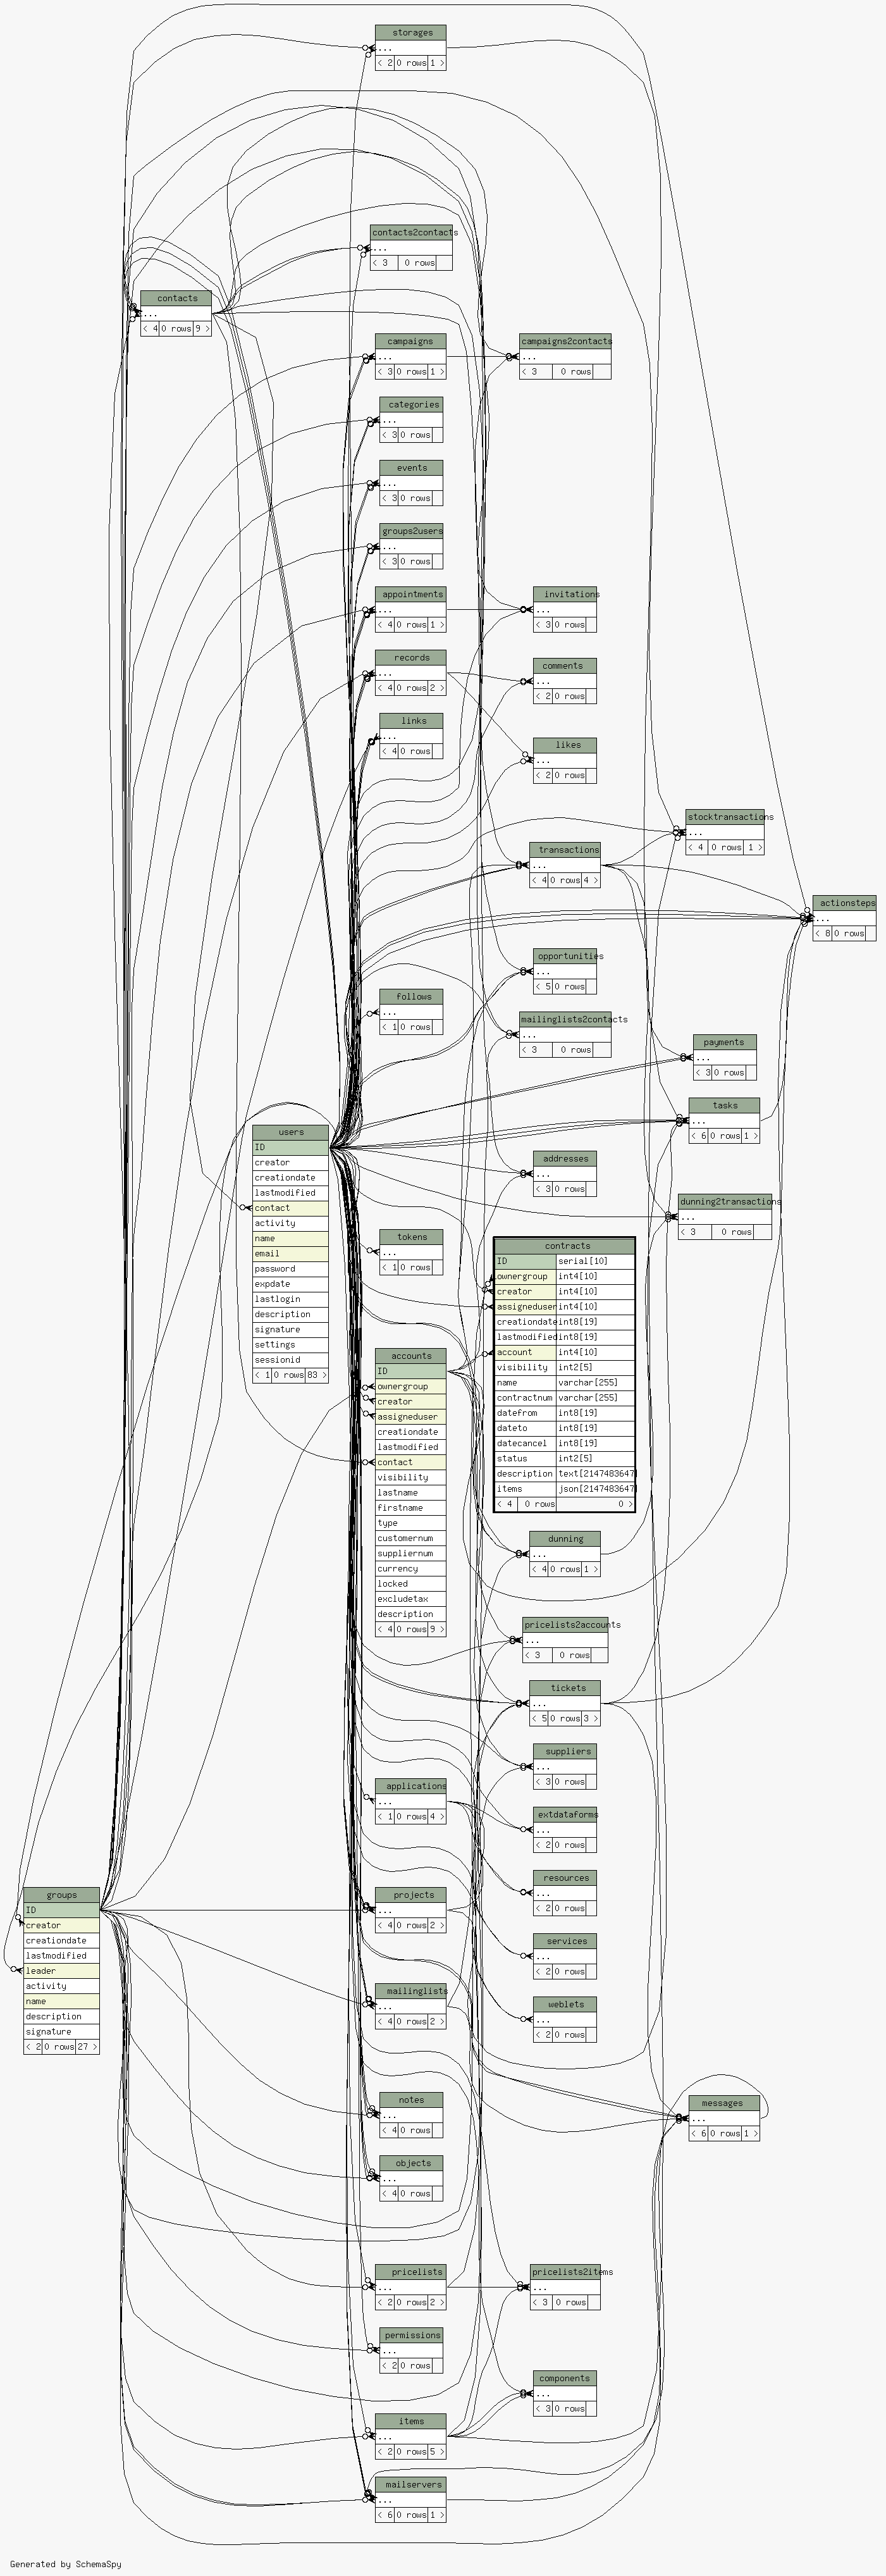 storages
...
< 2 0 rows 1 >
contacts2contacts
...
< 3 0 rows
contacts
...
< 4 0 rows 9 >
campaigns
...
< 3 0 rows 1 >
campaigns2contacts
...
< 3 0 rows
categories
...
< 3 0 rows
events
...
< 3 0 rows
groups2users
...
< 3 0 rows
appointments
...
< 4 0 rows 1 >
invitations
...
< 3 0 rows
records
...
< 4 0 rows 2 >
comments
...
< 2 0 rows
links
...
< 4 0 rows
likes
...
< 2 0 rows
stocktransactions
...
< 4 0 rows 1 >
transactions
...
< 4 0 rows 4 >
actionsteps
...
< 8 0 rows
opportunities
...
< 5 0 rows
follows
...
< 1 0 rows
mailinglists2contacts
...
< 3 0 rows
payments
...
< 3 0 rows
tasks
...
< 6 0 rows 1 >
users
ID
creator
creationdate
lastmodified
contact
activity
name
email
password
expdate
lastlogin
description
signature
settings
sessionid
< 1 0 rows 83 >
addresses
...
< 3 0 rows
dunning2transactions
...
< 3 0 rows
tokens
...
< 1 0 rows
contracts
ID serial[10]
ownergroup int4[10]
creator int4[10]
assigneduser int4[10]
creationdate int8[19]
lastmodified int8[19]
account int4[10]
visibility int2[5]
name varchar[255]
contractnum varchar[255]
datefrom int8[19]
dateto int8[19]
datecancel int8[19]
status int2[5]
description text[2147483647]
items json[2147483647]
< 4 0 rows 0 >
accounts
ID
ownergroup
creator
assigneduser
creationdate
lastmodified
contact
visibility
lastname
firstname
type
customernum
suppliernum
currency
locked
excludetax
description
< 4 0 rows 9 >
dunning
...
< 4 0 rows 1 >
pricelists2accounts
...
< 3 0 rows
tickets
...
< 5 0 rows 3 >
suppliers
...
< 3 0 rows
applications
...
< 1 0 rows 4 >
extdataforms
...
< 2 0 rows
resources
...
< 2 0 rows
groups
ID
creator
creationdate
lastmodified
leader
activity
name
description
signature
< 2 0 rows 27 >
projects
...
< 4 0 rows 2 >
services
...
< 2 0 rows
mailinglists
...
< 4 0 rows 2 >
weblets
...
< 2 0 rows
notes
...
< 4 0 rows
messages
...
< 6 0 rows 1 >
objects
...
< 4 0 rows
pricelists
...
< 2 0 rows 2 >
pricelists2items
...
< 3 0 rows
permissions
...
< 2 0 rows
components
...
< 3 0 rows
items
...
< 2 0 rows 5 >
mailservers
...
< 6 0 rows 1 >
Generated by SchemaSpy